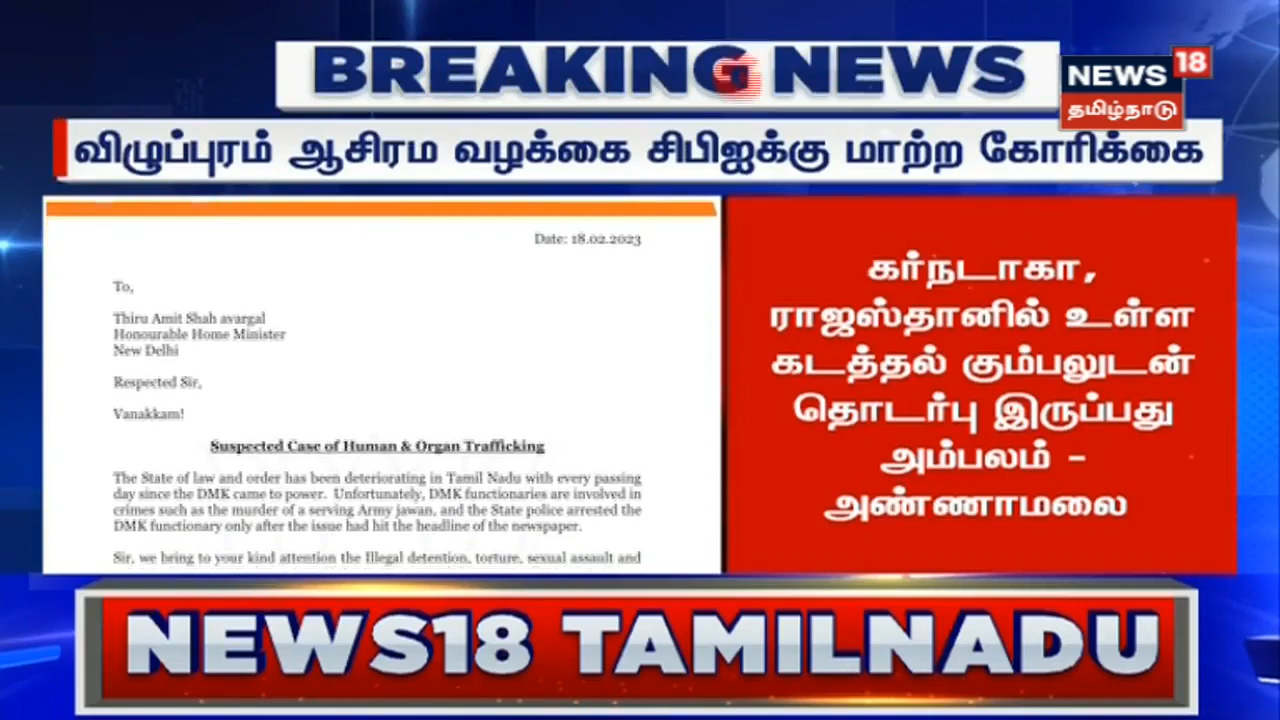 BREAKING NEWS
NEWS 18
தமிழ்நாடு
விழுப்புரம் ஆசிரம வழக்கை சிபிஐக்கு மாற்ற கோரிக்கை
Date: 18.02.2023
To,
Thiru Amit Shah avargal
Honourable Home Minister
New Delhi
Respected Sir,
Vanakkam!
Suspected Case of Human & Organ Trafficking
The State of law and order has been deteriorating in Tamil Nadu with every passing
day since the DMK came to power. Unfortunately, DMK functionaries are involved in
crimes such as the murder of a serving Army jawan, and the State police arrested the
DMK functionary only after the issue had hit the headline of the newspaper.
Sir, we bring to your kind attention the Illegal detention, torture, sexual assault and
கர்நடாகா,
ராஜஸ்தானில் உள்ள
கடத்தல் கும்பலுடன்
தொடர்பு இருப்பது
அம்பலம் -
அண்ணாமலை
NEWS18 TAMILNADU